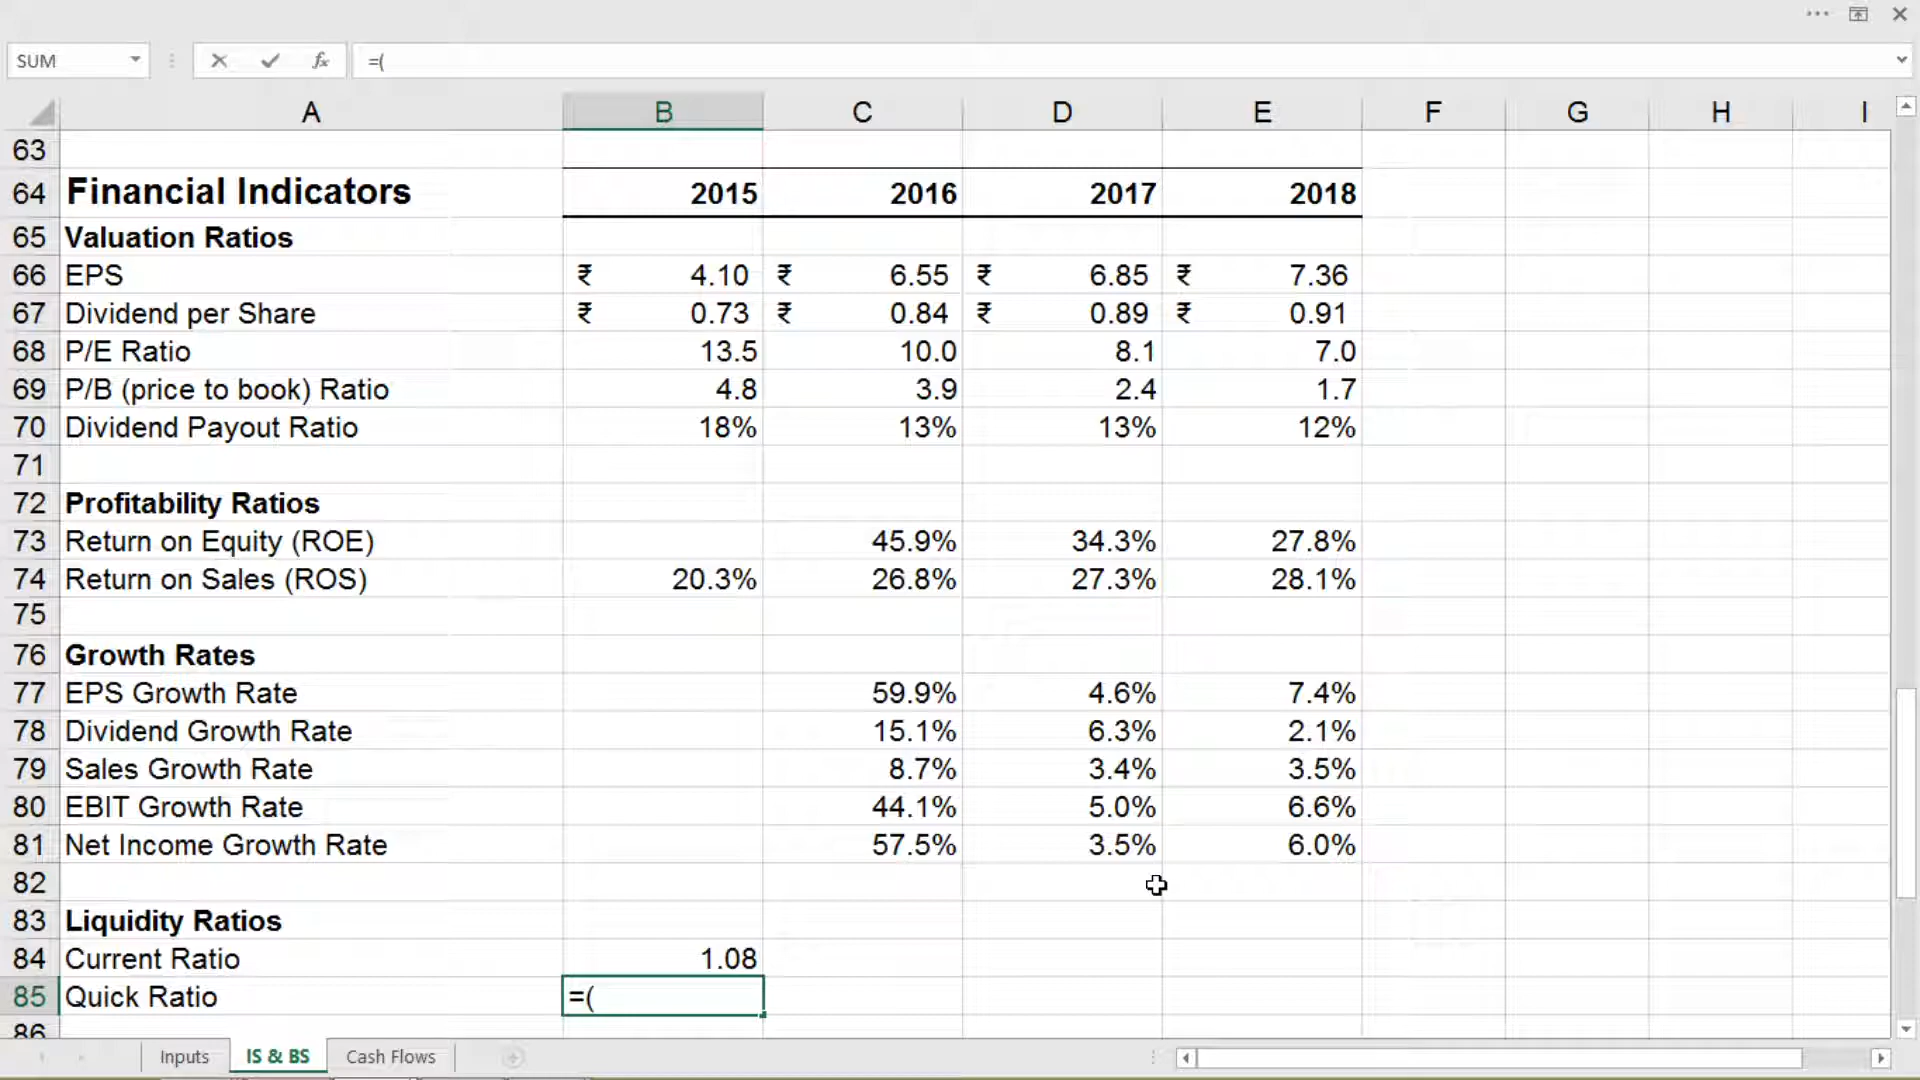 SUM fx =(
A B C D E F G H I
63
64 Financial Indicators 2015 2016 2017 2018
65 Valuation Ratios
66 EPS ₹ 4.10 ₹ 6.55 ₹ 6.85 ₹ 7.36
67 Dividend per Share ₹ 0.73 ₹ 0.84 ₹ 0.89 ₹ 0.91
68 P/E Ratio 13.5 10.0 8.1 7.0
69 P/B (price to book) Ratio 4.8 3.9 2.4 1.7
70 Dividend Payout Ratio 18% 13% 13% 12%
71
72 Profitability Ratios
73 Return on Equity (ROE) 45.9% 34.3% 27.8%
74 Return on Sales (ROS) 20.3% 26.8% 27.3% 28.1%
75
76 Growth Rates
77 EPS Growth Rate 59.9% 4.6% 7.4%
78 Dividend Growth Rate 15.1% 6.3% 2.1%
79 Sales Growth Rate 8.7% 3.4% 3.5%
80 EBIT Growth Rate 44.1% 5.0% 6.6%
81 Net Income Growth Rate 57.5% 3.5% 6.0%
82
83 Liquidity Ratios
84 Current Ratio 1.08
85 Quick Ratio =(
86
Inputs IS & BS Cash Flows